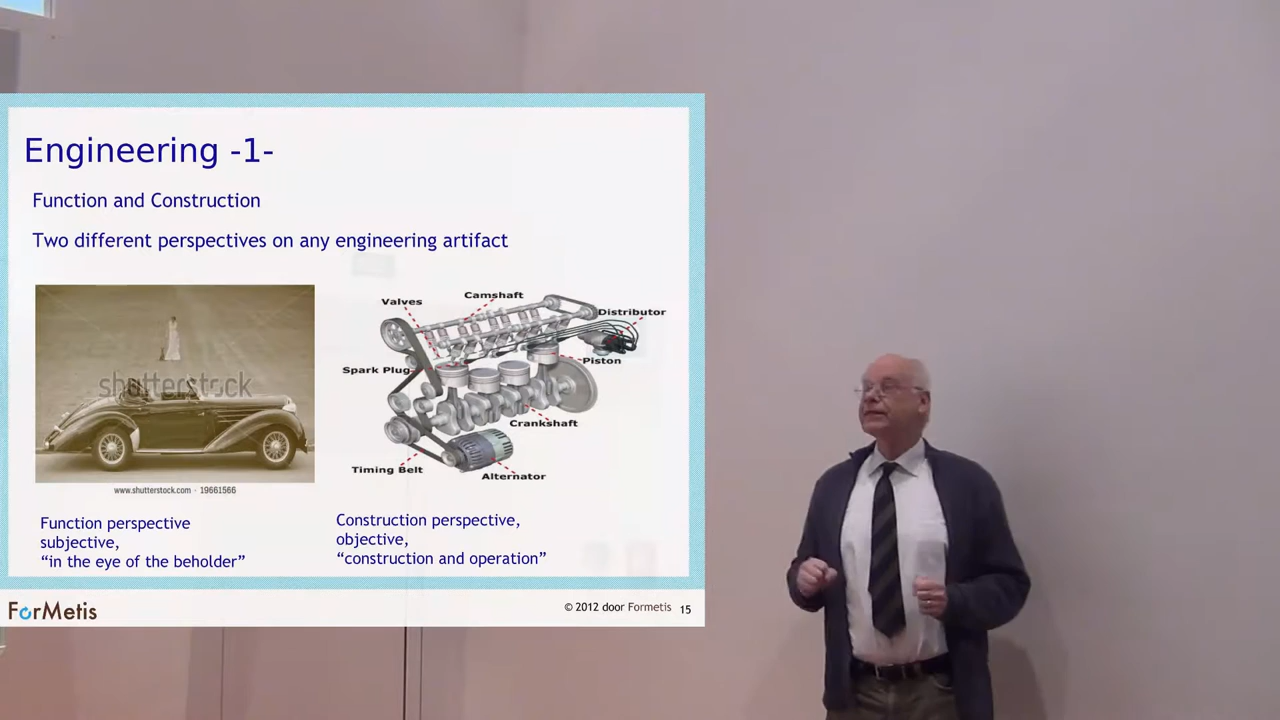 Engineering -1-
Function and Construction
Two different perspectives on any engineering artifact
Valves
Camshaft
Distributor
Piston
Spark Plug
Crankshaft
Timing Belt
Alternator
shutterstock
www.shutterstock.com · 19661566
Function perspective
subjective,
“in the eye of the beholder”
Construction perspective,
objective,
“construction and operation”
ForMetis
© 2012 door Formetis 15